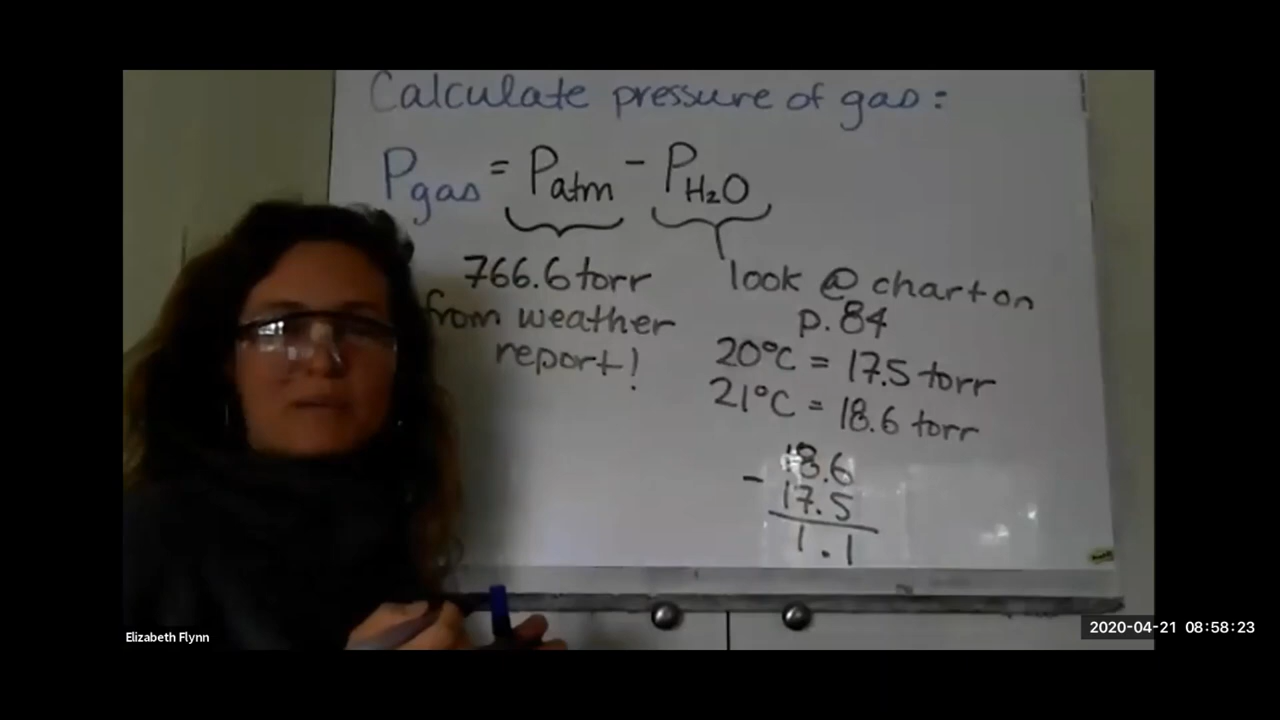 Calculate pressure of gas:
Pgas = Patm - PH₂O
766.6 torr
from weather
report!
look @ chart on
p. 84
20°C = 17.5 torr
21°C = 18.6 torr
18.6
- 17.5
1.1
Elizabeth Flynn
2020-04-21 08:58:23